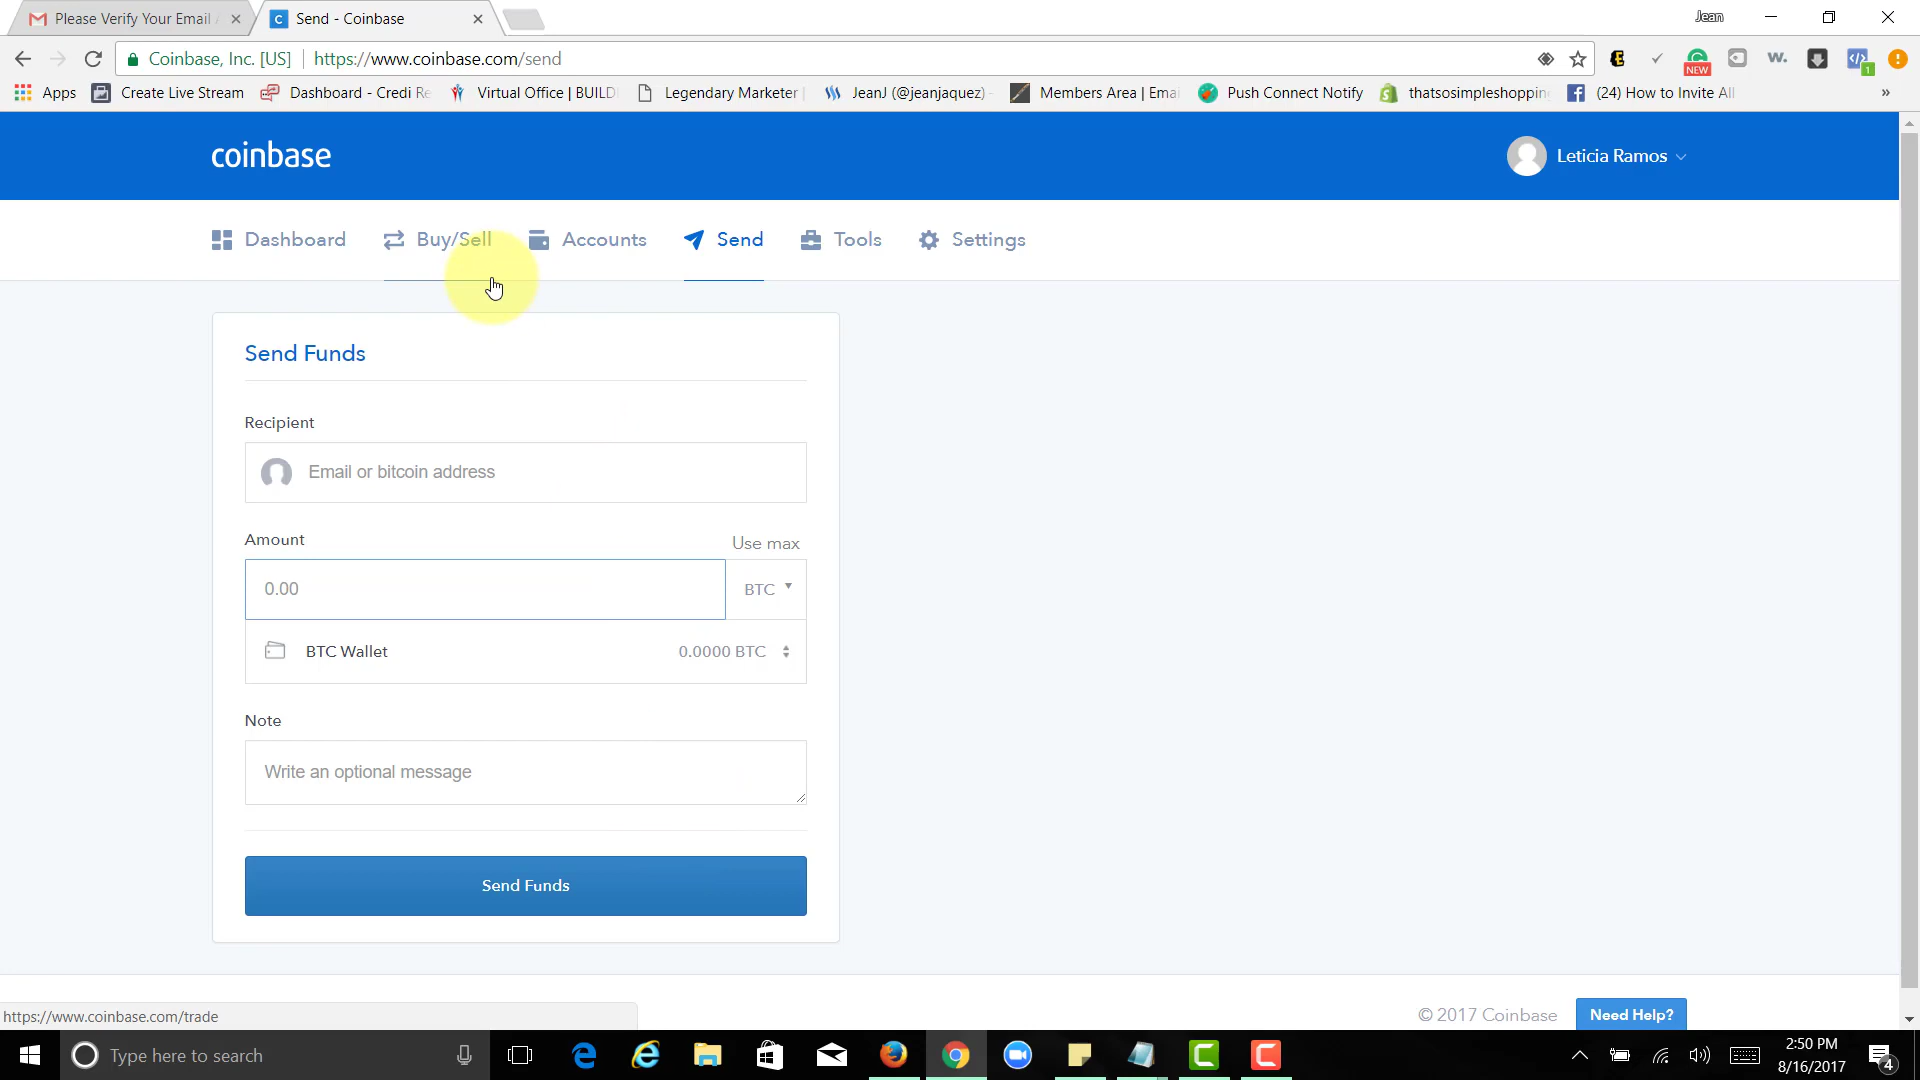 Please Verify Your Email
Send - Coinbase
Jean
Coinbase, Inc. [US]
https://www.coinbase.com/send
NEW
1
Apps
Create Live Stream
Dashboard - Credi Re
Virtual Office | BUILD
Legendary Marketer
JeanJ (@jeanjaquez) -
Members Area | Emai
Push Connect Notify
thatsosimpleshoppin
(24) How to Invite All
»
coinbase
Leticia Ramos
Dashboard
Buy/Sell
Accounts
Send
Tools
Settings
Send Funds
Recipient
Email or bitcoin address
Amount
Use max
0.00
BTC
BTC Wallet
0.0000 BTC
Note
Write an optional message
Send Funds
© 2017 Coinbase
Need Help?
https://www.coinbase.com/trade
Type here to search
2:50 PM
8/16/2017
4